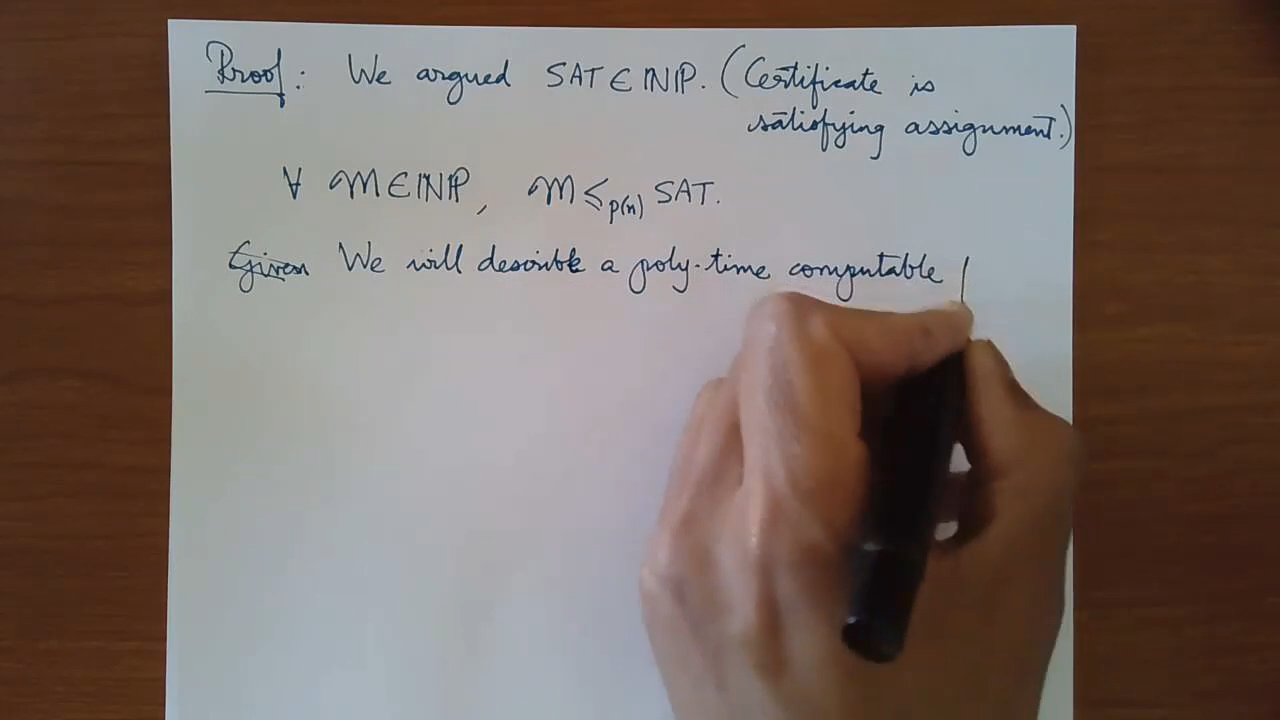 Proof: We argued SAT ∈ NP. (Certificate is
satisfying assignment.)
∀ M ∈ NP, M ≤p(n) SAT.
Given We will describe a poly-time computable